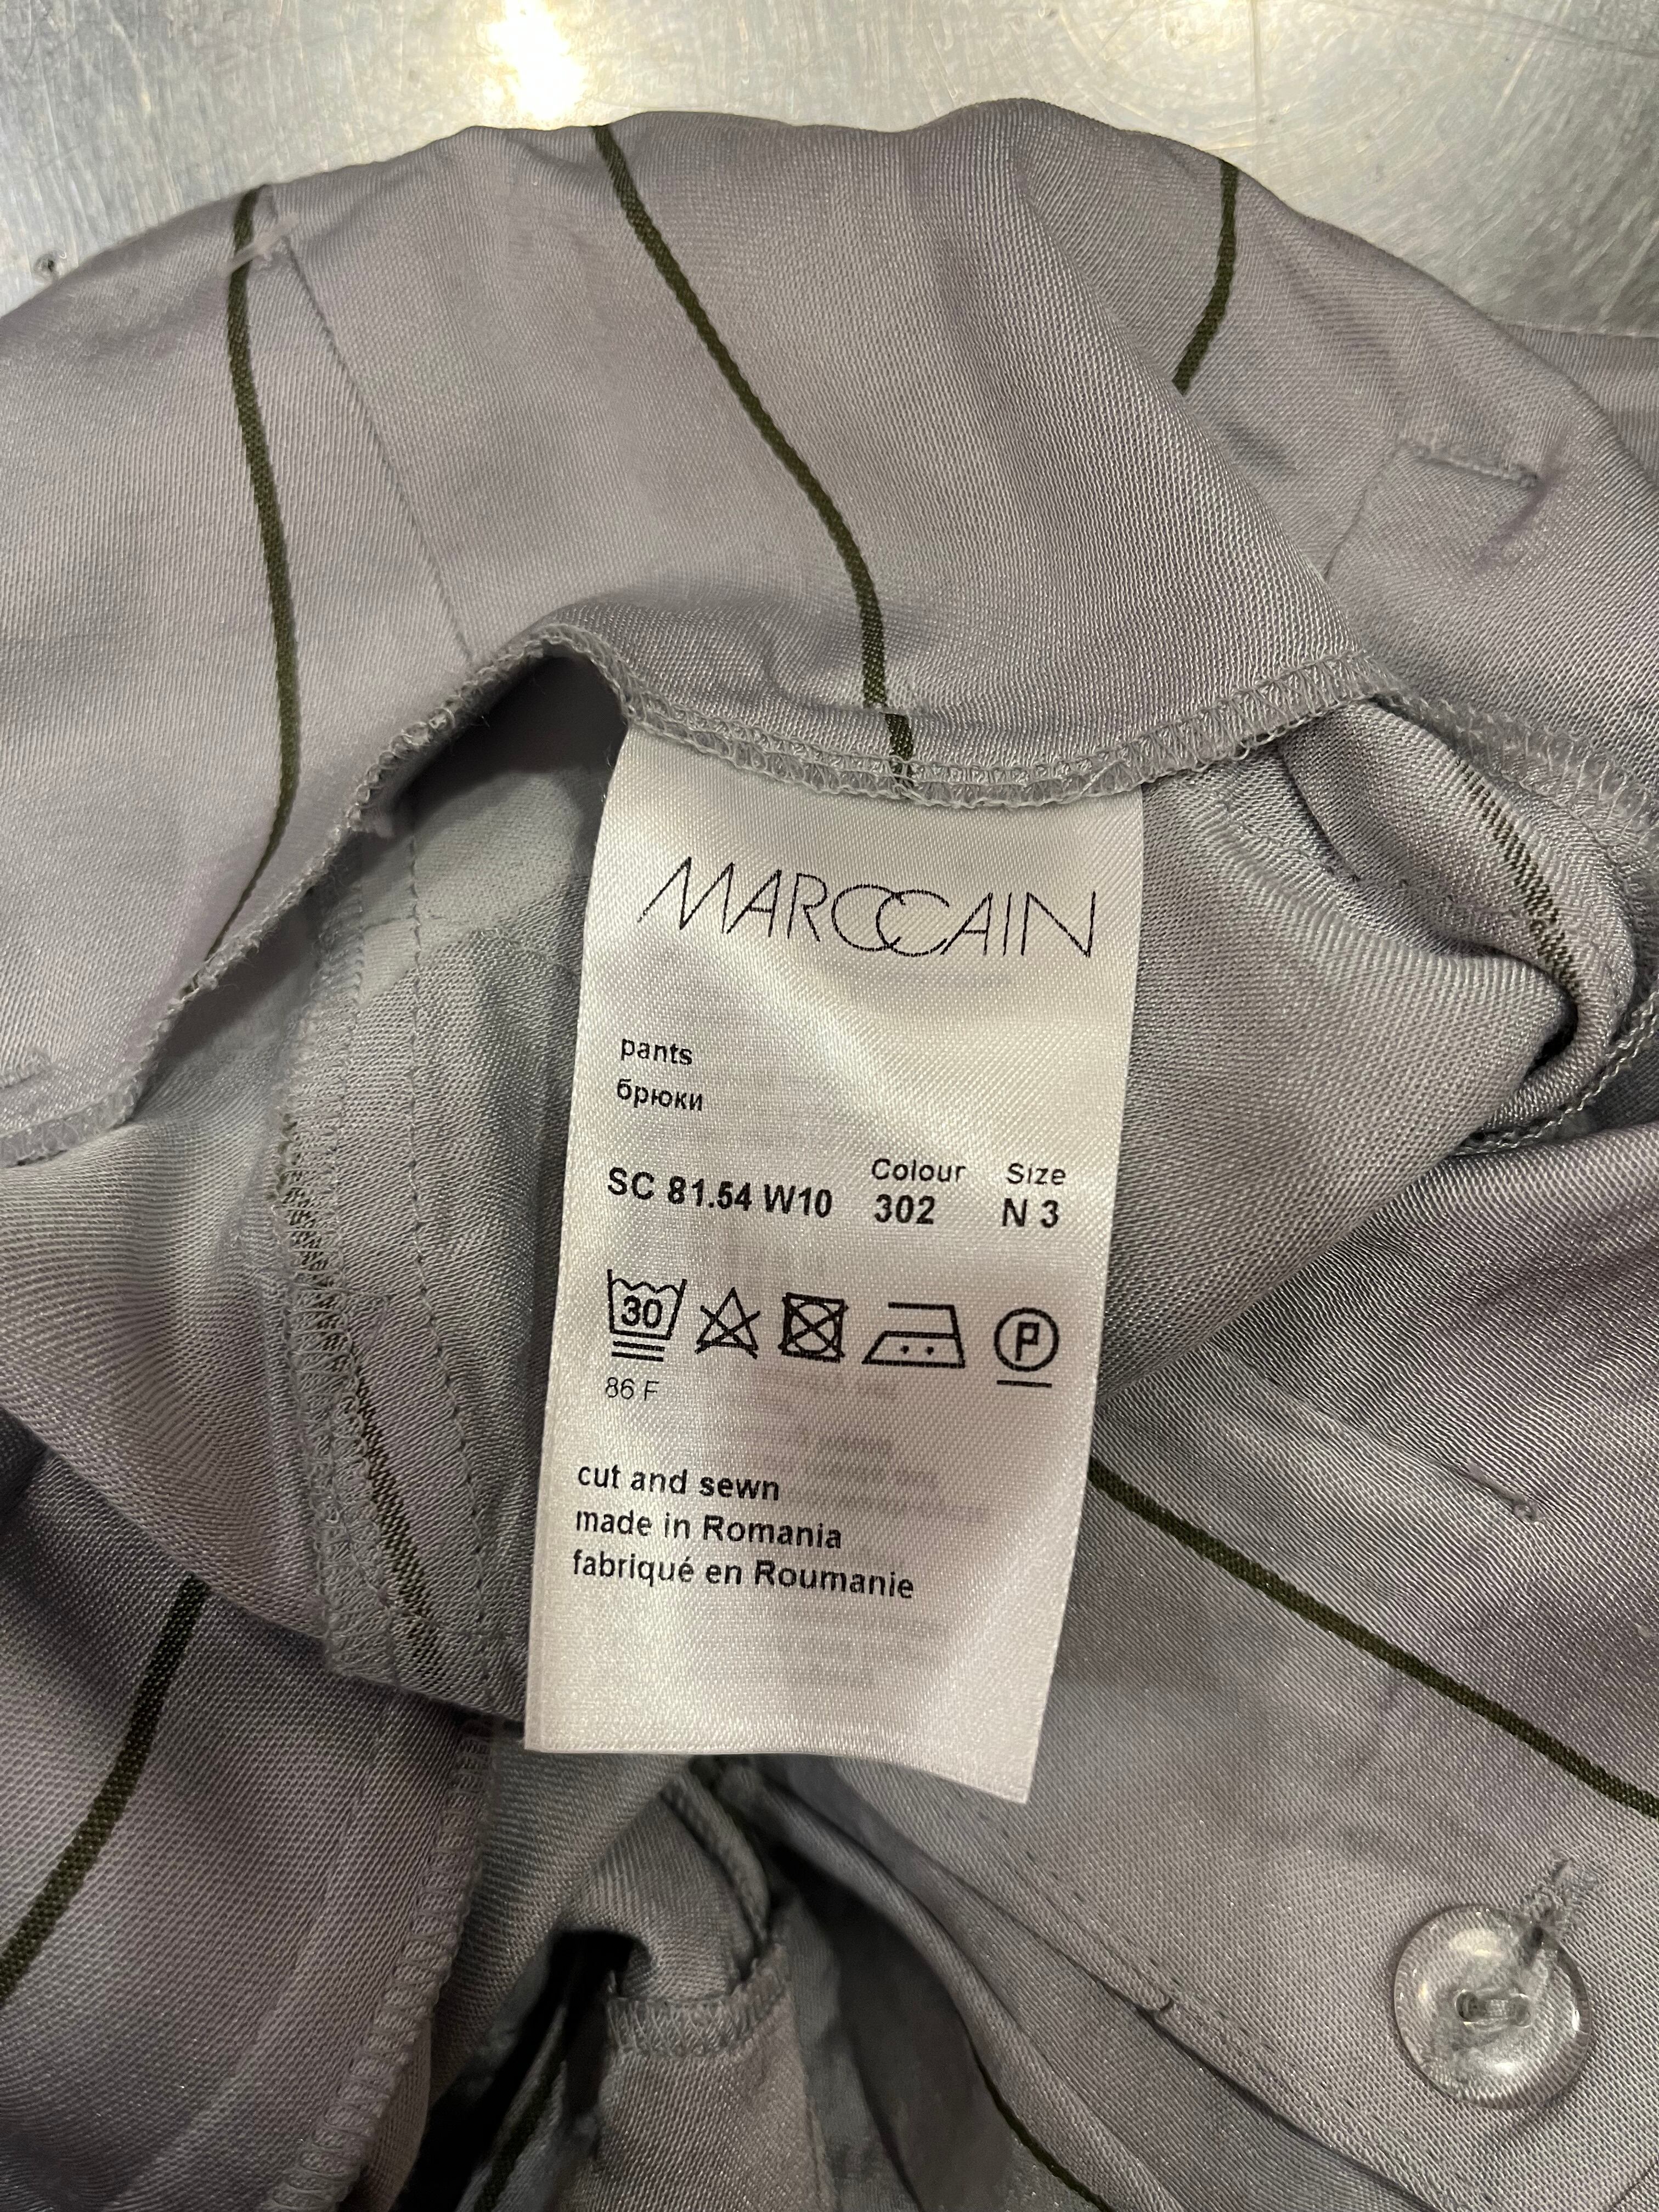 MARCCAIN
pants
брюки
Colour Size
SC 81.54 W10 302 N 3
30
P
86 F
cut and sewn
made in Romania
fabriqué en Roumanie